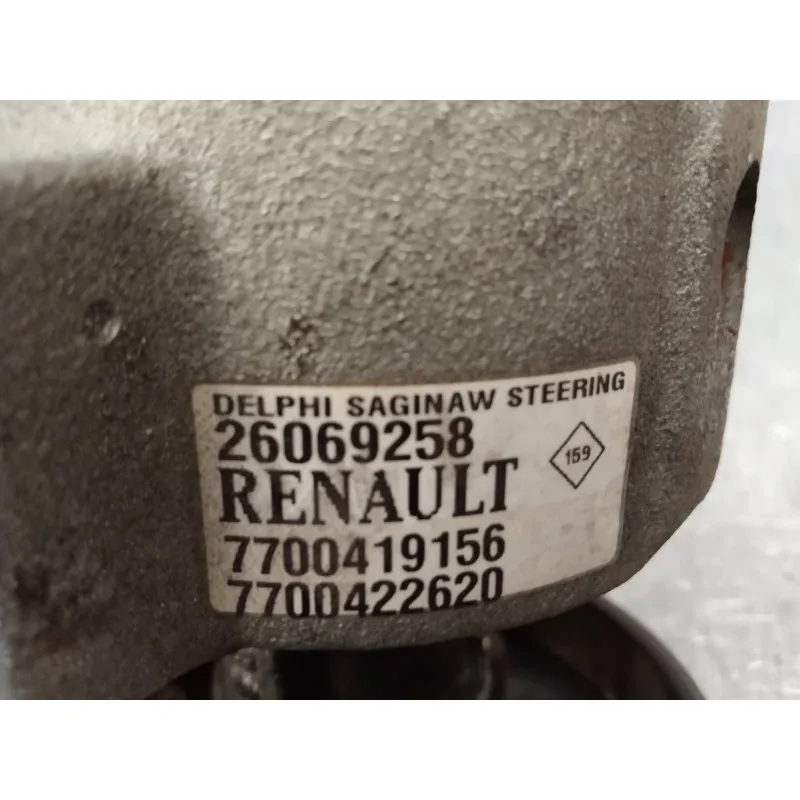 DELPHI SAGINAW STEERING
26069258
159
RENAULT
7700419156
7700422620